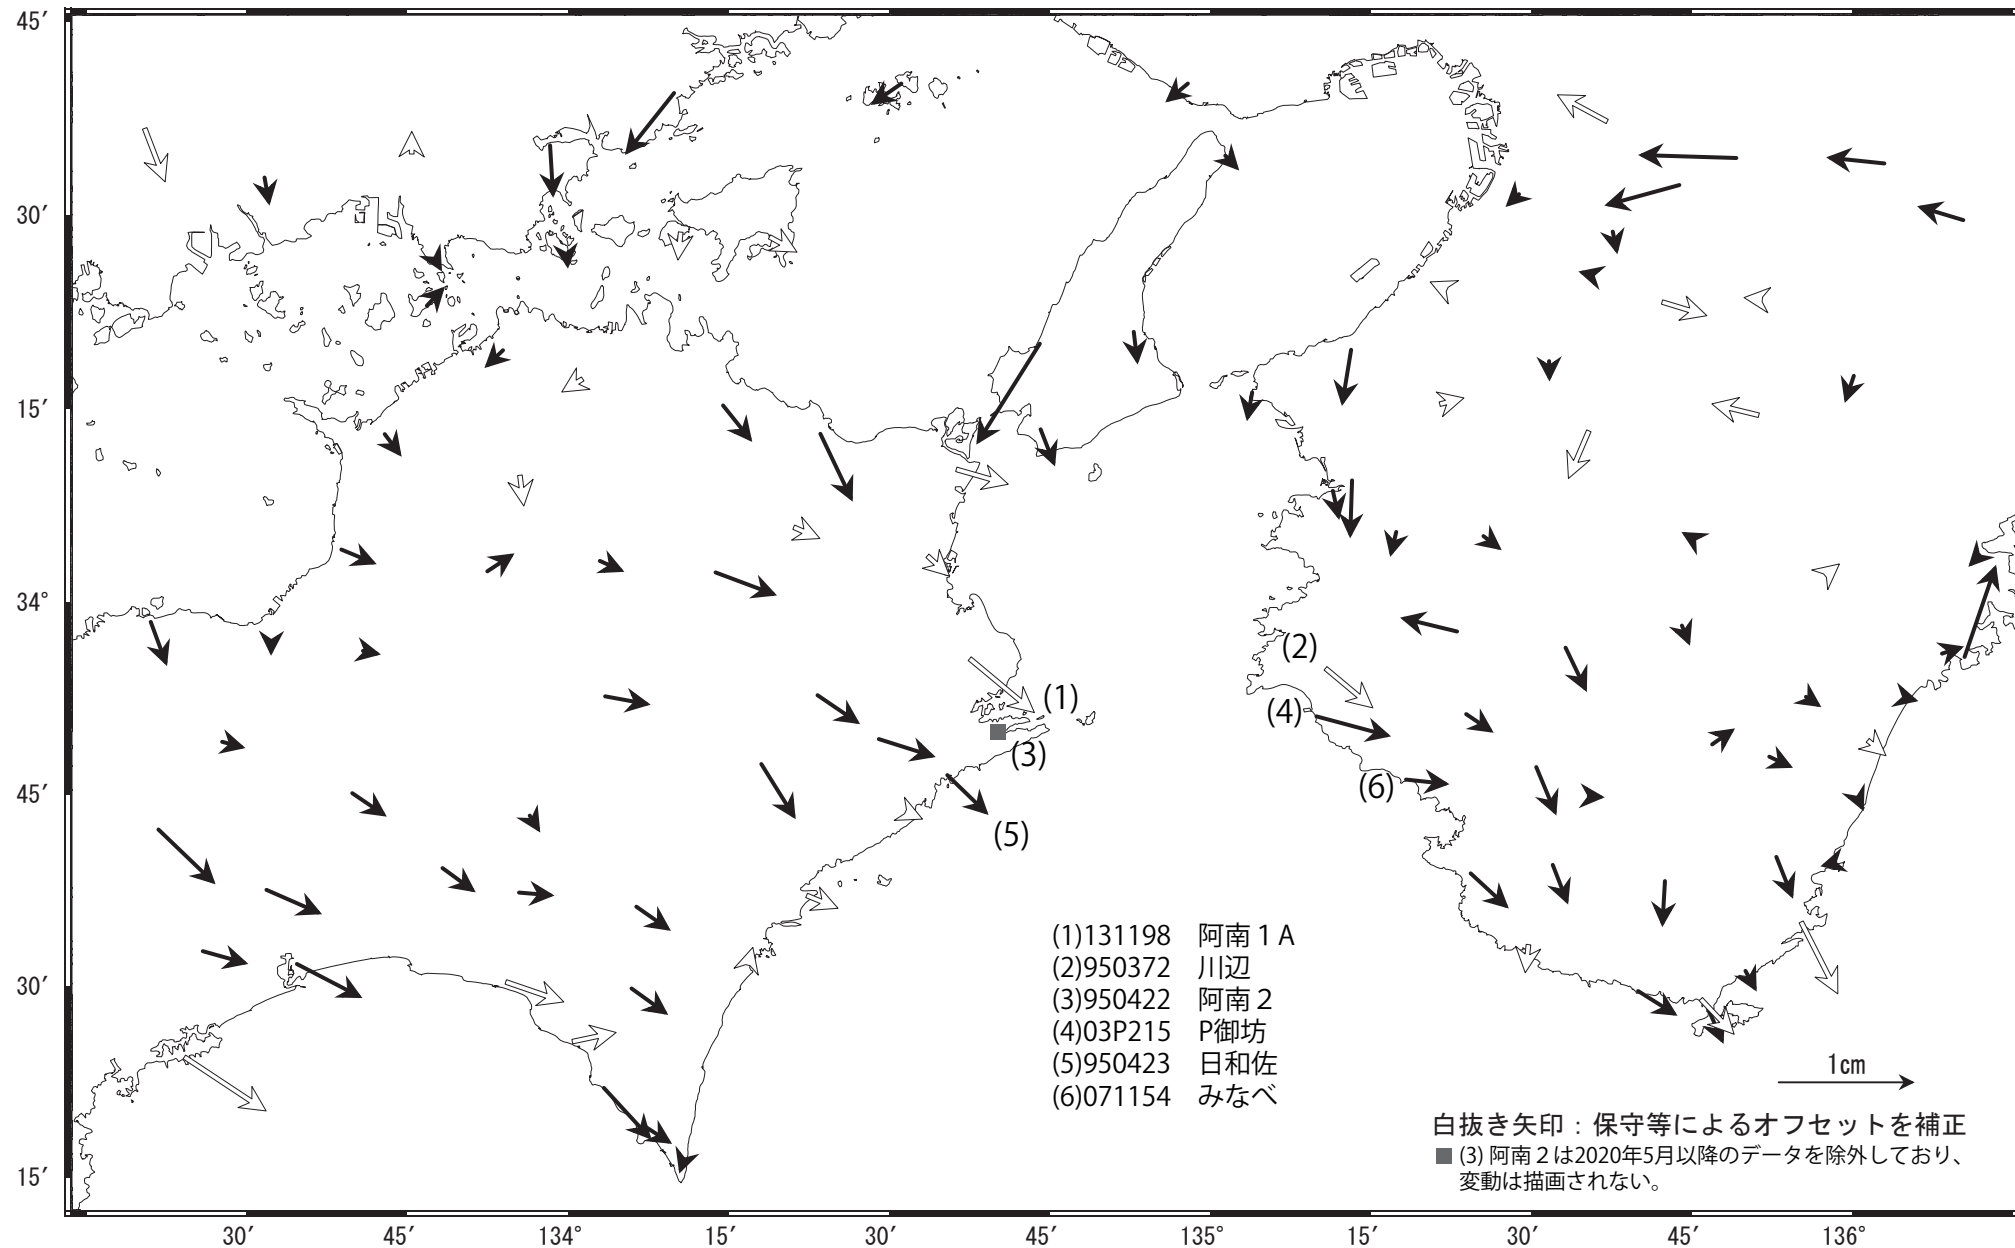 45′
30′
15′
34°
45′
30′
15′
(2)
(1)
(4)
(3)
(6)
(5)
(1)131198 阿南１A
(2)950372 川辺
(3)950422 阿南２
(4)03P215 P御坊
(5)950423 日和佐
(6)071154 みなべ
1cm
白抜き矢印：保守等によるオフセットを補正
(3) 阿南２は2020年5月以降のデータを除外しており、
変動は描画されない。
30′ 45′ 134° 15′ 30′ 45′ 135° 15′ 30′ 45′ 136°